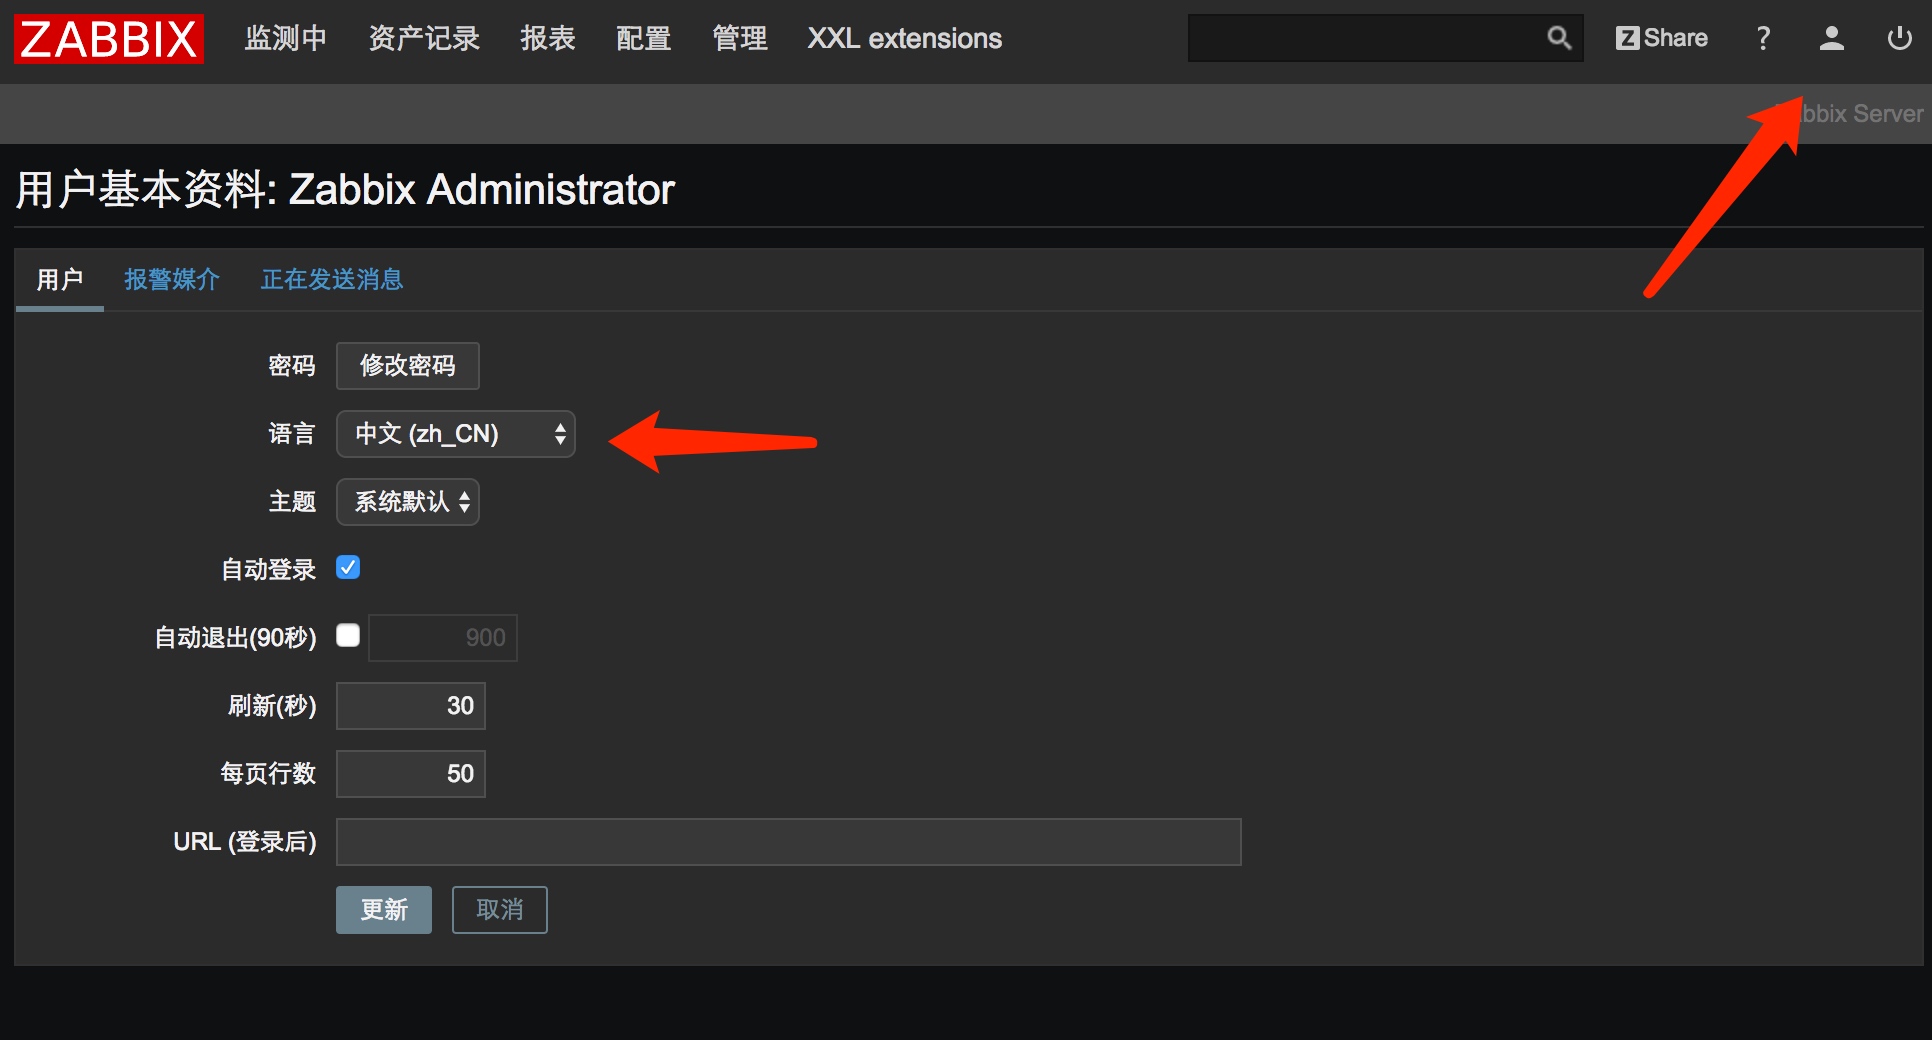 ZABBIX 监测中 资产记录 报表 配置 管理 XXL extensions Z Share ?
Server
用户基本资料: Zabbix Administrator
用户 报警媒介 正在发送消息
密码 修改密码
语言 中文 (zh_CN)
主题 系统默认
自动登录
自动退出(90秒) 900
刷新(秒) 30
每页行数 50
URL (登录后)
更新 取消